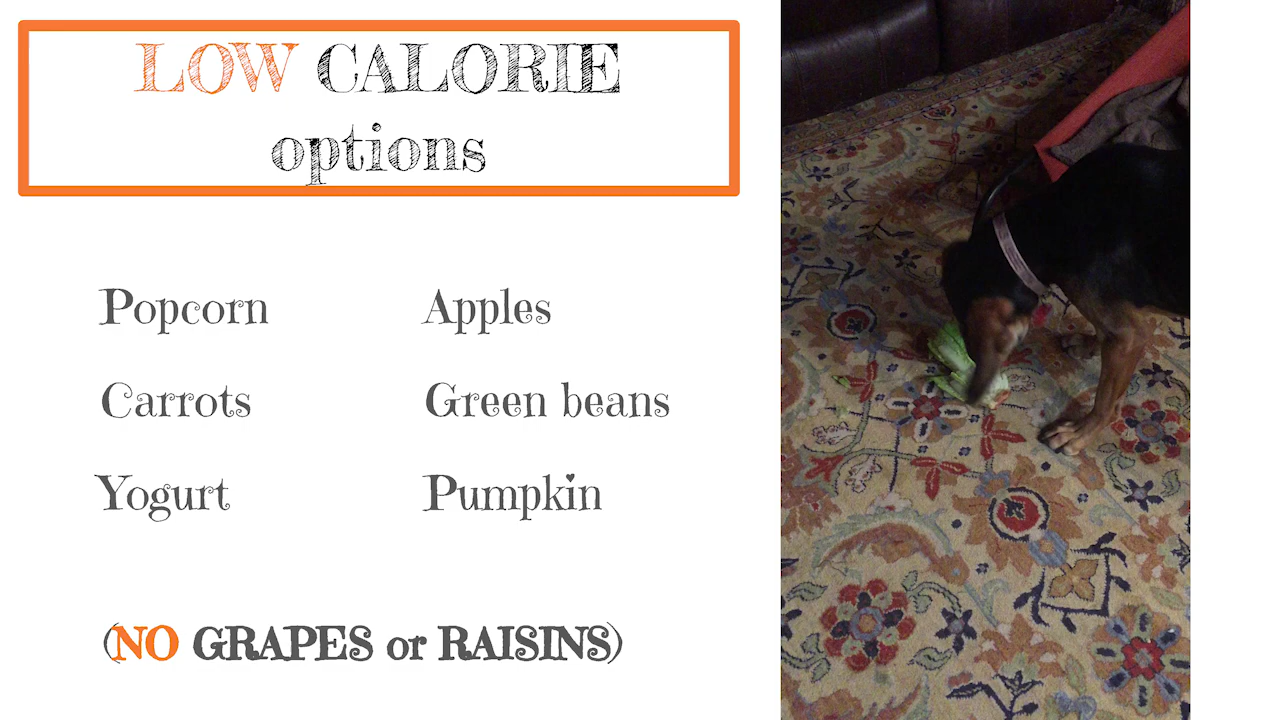 LOW CALORIE
options
Popcorn
Apples
Carrots
Green beans
Yogurt
Pumpkin
(NO GRAPES or RAISINS)